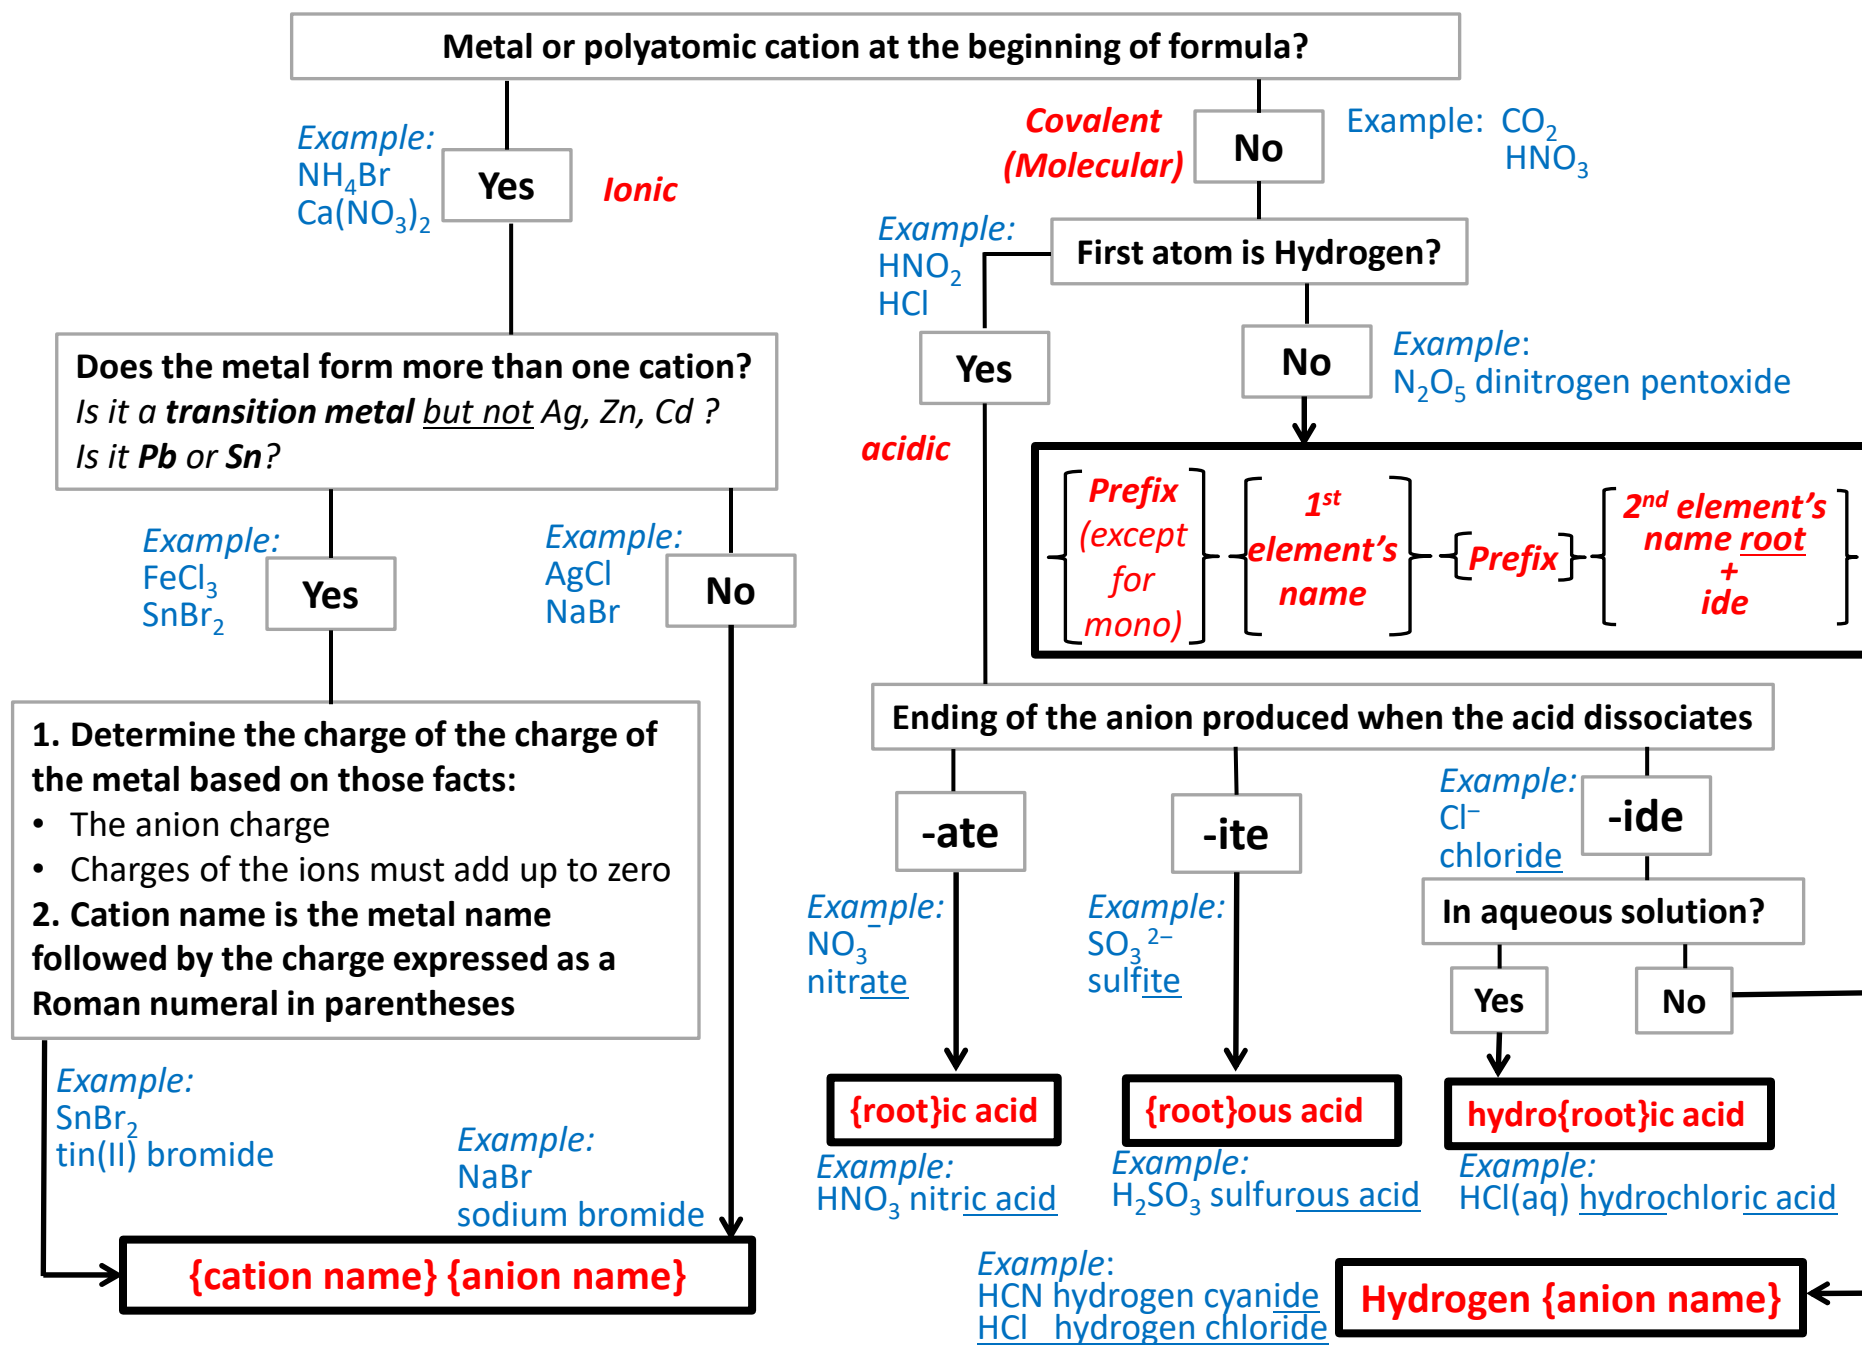 Metal or polyatomic cation at the beginning of formula?
Example:
NH₄Br
Ca(NO₃)₂
Yes
Ionic
Covalent
(Molecular)
No
Example: CO₂
HNO₃
Example:
HNO₂
HCl
First atom is Hydrogen?
Yes
No
Example:
N₂O₅ dinitrogen pentoxide
acidic
Does the metal form more than one cation?
Is it a transition metal but not Ag, Zn, Cd ?
Is it Pb or Sn?
Prefix
(except
for
mono)
1st
element's
name
Prefix
2nd element's
name root
+
ide
Example:
FeCl₃
SnBr₂
Yes
Example:
AgCl
NaBr
No
1. Determine the charge of the charge of
the metal based on those facts:
• The anion charge
• Charges of the ions must add up to zero
2. Cation name is the metal name
followed by the charge expressed as a
Roman numeral in parentheses
Ending of the anion produced when the acid dissociates
-ate
-ite
Example:
Cl⁻
chloride
-ide
Example:
NO₃⁻
nitrate
Example:
SO₃²⁻
sulfite
In aqueous solution?
Yes
No
{root}ic acid
{root}ous acid
hydro{root}ic acid
Example:
HNO₃ nitric acid
Example:
H₂SO₃ sulfurous acid
Example:
HCl(aq) hydrochloric acid
Example:
SnBr₂
tin(II) bromide
Example:
NaBr
sodium bromide
{cation name} {anion name}
Example:
HCN hydrogen cyanide
HCl hydrogen chloride
Hydrogen {anion name}